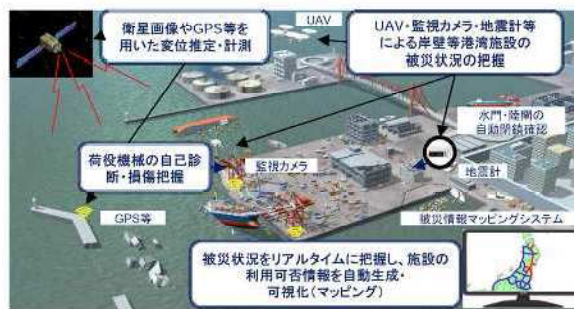 UAV
衛星画像やGPS等を
用いた変位推定・計測
UAV・監視カメラ・地震計等
による岸壁等港湾施設の
被災状況の把握
水門・陸閘の
自動閉鎖確認
荷役機械の自己診
断・損傷把握
監視カメラ
地震計
GPS等
被災情報マッピングシステム
被災状況をリアルタイムに把握し、施設の
利用可否情報を自動生成・
可視化(マッピング)